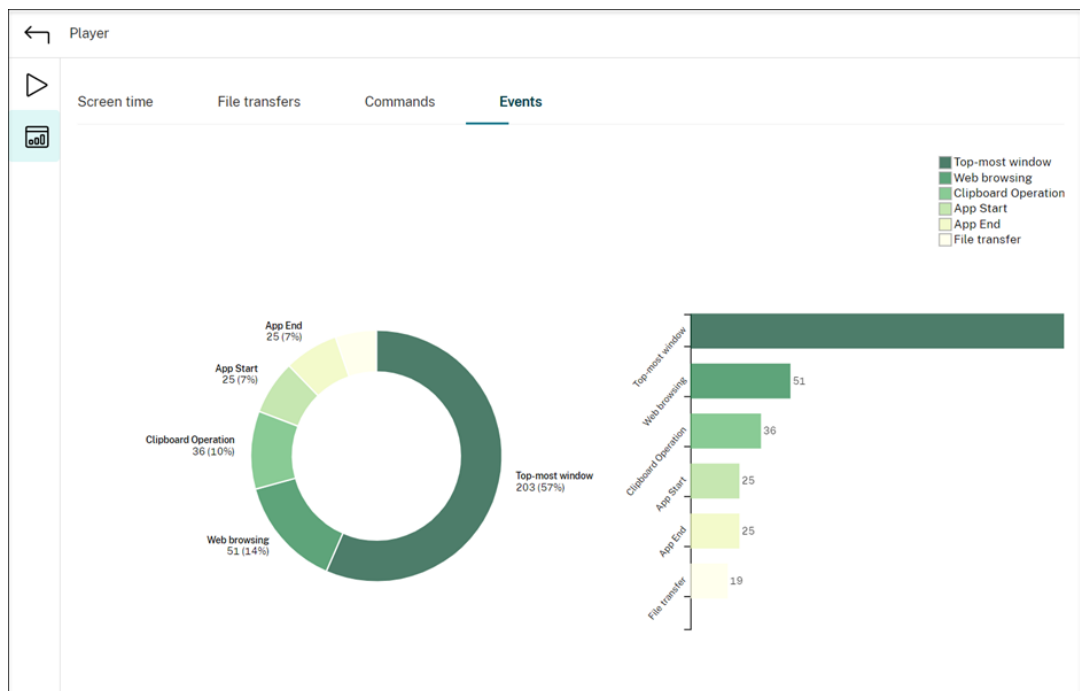 Player
Screen time
File transfers
Commands
Events
Top-most window
Web browsing
Clipboard Operation
App Start
App End
File transfer
App End
25 (7%)
App Start
25 (7%)
Clipboard Operation
36 (10%)
Web browsing
51 (14%)
Top-most window
203 (57%)
Top-most window
Web browsing
51
Clipboard Operation
36
App Start
25
App End
25
File transfer
19